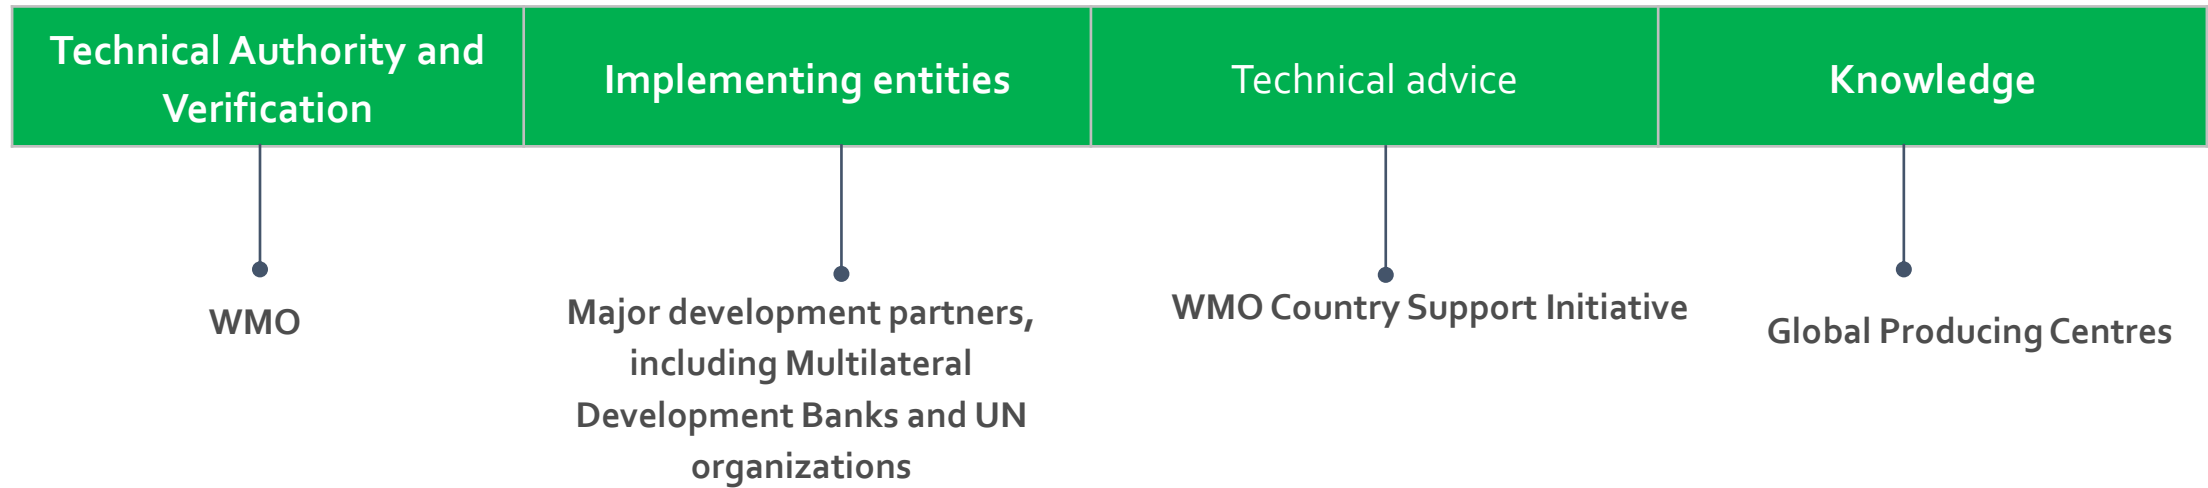 Technical Authority and
Verification
Implementing entities
Technical advice
Knowledge
WMO
Major development partners,
including Multilateral
Development Banks and UN
organizations
WMO Country Support Initiative
Global Producing Centres